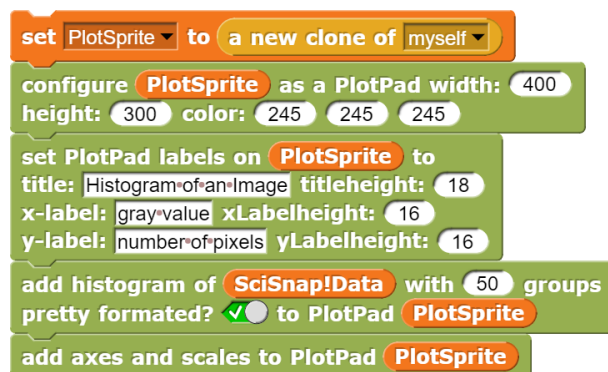 set PlotSprite to a new clone of myself
configure PlotSprite as a PlotPad width: 400
height: 300 color: 245 245 245
set PlotPad labels on PlotSprite to
title: Histogram•of•an•Image titleheight: 18
x-label: gray•value xLabelheight: 16
y-label: number•of•pixels yLabelheight: 16
add histogram of SciSnap!Data with 50 groups
pretty formated? to PlotPad PlotSprite
add axes and scales to PlotPad PlotSprite